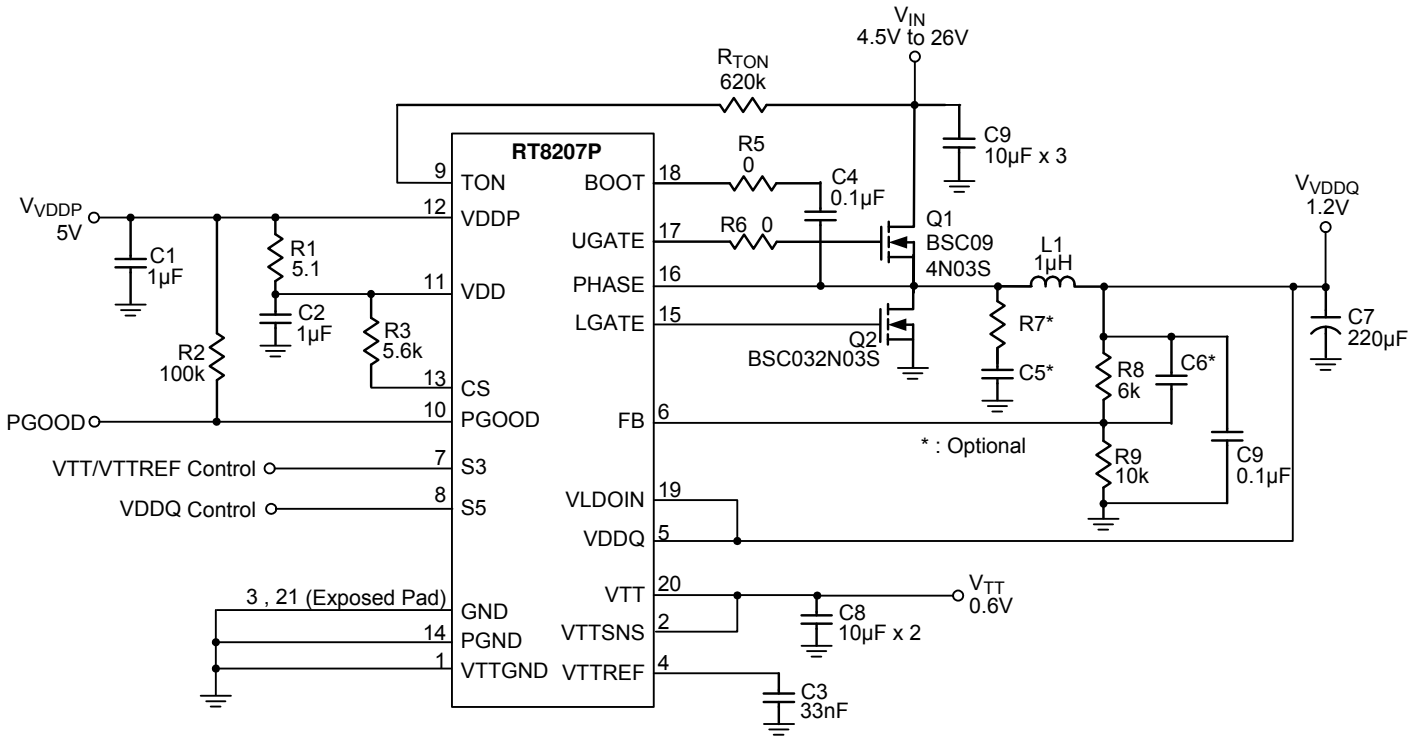 V_IN
4.5V to 26V
R_TON
620k
C9
10µF x 3
RT8207P
R5
0
C4
0.1µF
9
TON
BOOT
18
V_VDDP
5V
12
VDDP
V_VDDQ
1.2V
C1
1µF
R1
5.1
UGATE
17
R6 0
Q1
BSC09
4N03S
L1
1µH
11
VDD
PHASE
16
C2
1µF
R3
5.6k
LGATE
15
Q2
BSC032N03S
R7*
C7
220µF
R2
100k
13
CS
C5*
R8
6k
C6*
PGOOD
10
PGOOD
FB
6
* : Optional
R9
10k
C9
0.1µF
VTT/VTTREF Control
7
S3
VDDQ Control
8
S5
VLDOIN
19
VDDQ
5
3 , 21 (Exposed Pad)
GND
VTT
20
V_TT
0.6V
C8
10µF x 2
14
PGND
VTTSNS
2
1
VTTGND
VTTREF
4
C3
33nF